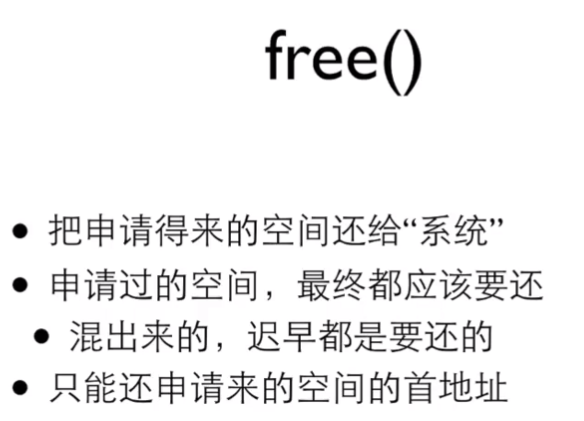 free()
• 把申请得来的空间还给“系统”
• 申请过的空间，最终都应该要还
• 混出来的，迟早都是要还的
• 只能还申请来的空间的首地址